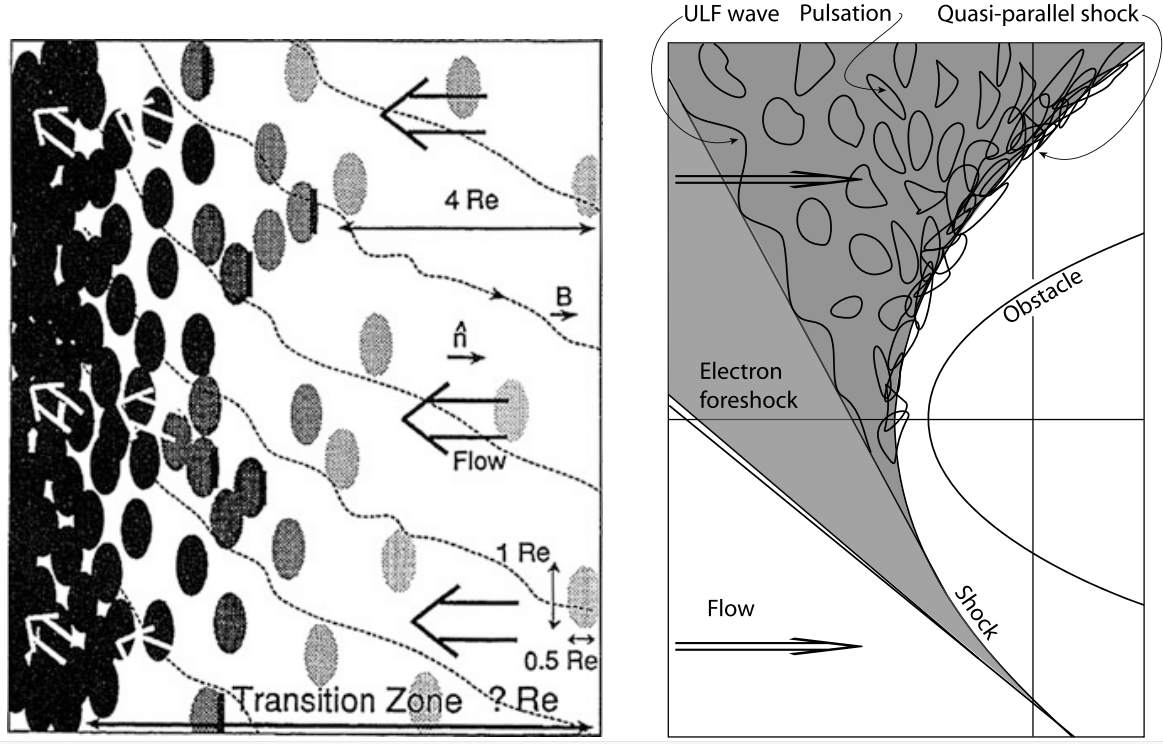 4 Re
B
n̂
Flow
1 Re
0.5 Re
Transition Zone ? Re
ULF wave
Pulsation
Quasi-parallel shock
Obstacle
Electron
foreshock
Shock
Flow